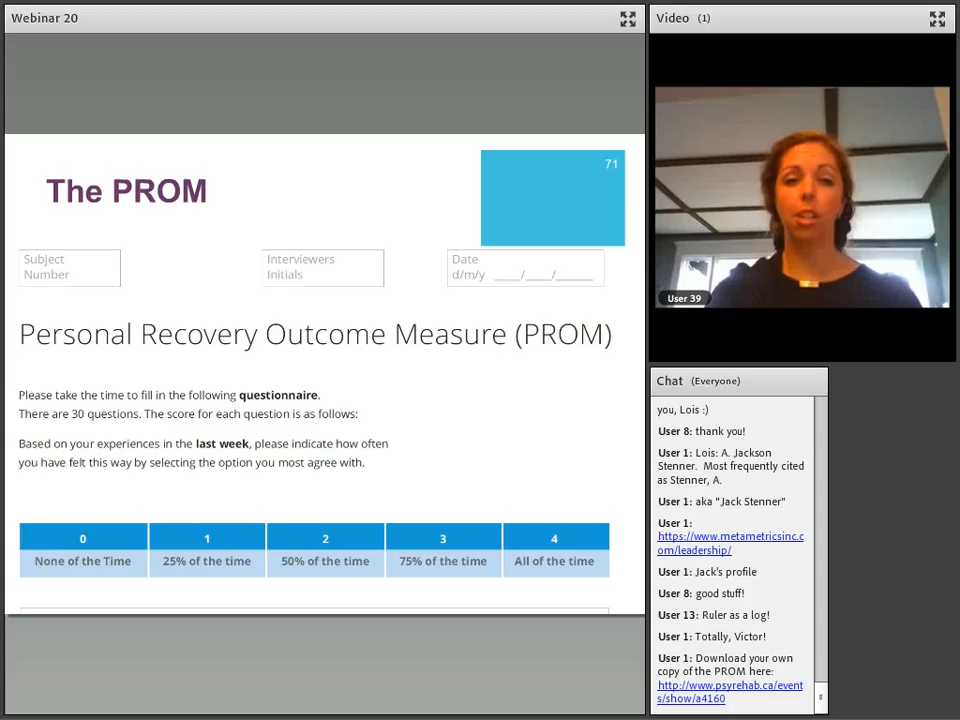 Webinar 20
The PROM
71
Subject
Number
Interviewers
Initials
Date
d/m/y ____/____/______
Personal Recovery Outcome Measure (PROM)
Please take the time to fill in the following questionnaire.
There are 30 questions. The score for each question is as follows:
Based on your experiences in the last week, please indicate how often
you have felt this way by selecting the option you most agree with.
0 1 2 3 4
None of the Time 25% of the time 50% of the time 75% of the time All of the time
Video (1)
User 39
Chat (Everyone)
you, Lois :)
User 8: thank you!
User 1: Lois: A. Jackson
Stenner. Most frequently cited
as Stenner, A.
User 1: aka "Jack Stenner"
User 1:
https://www.metametricsinc.c
om/leadership/
User 1: Jack's profile
User 8: good stuff!
User 13: Ruler as a log!
User 1: Totally, Victor!
User 1: Download your own
copy of the PROM here:
http://www.psyrehab.ca/event
s/show/a4160